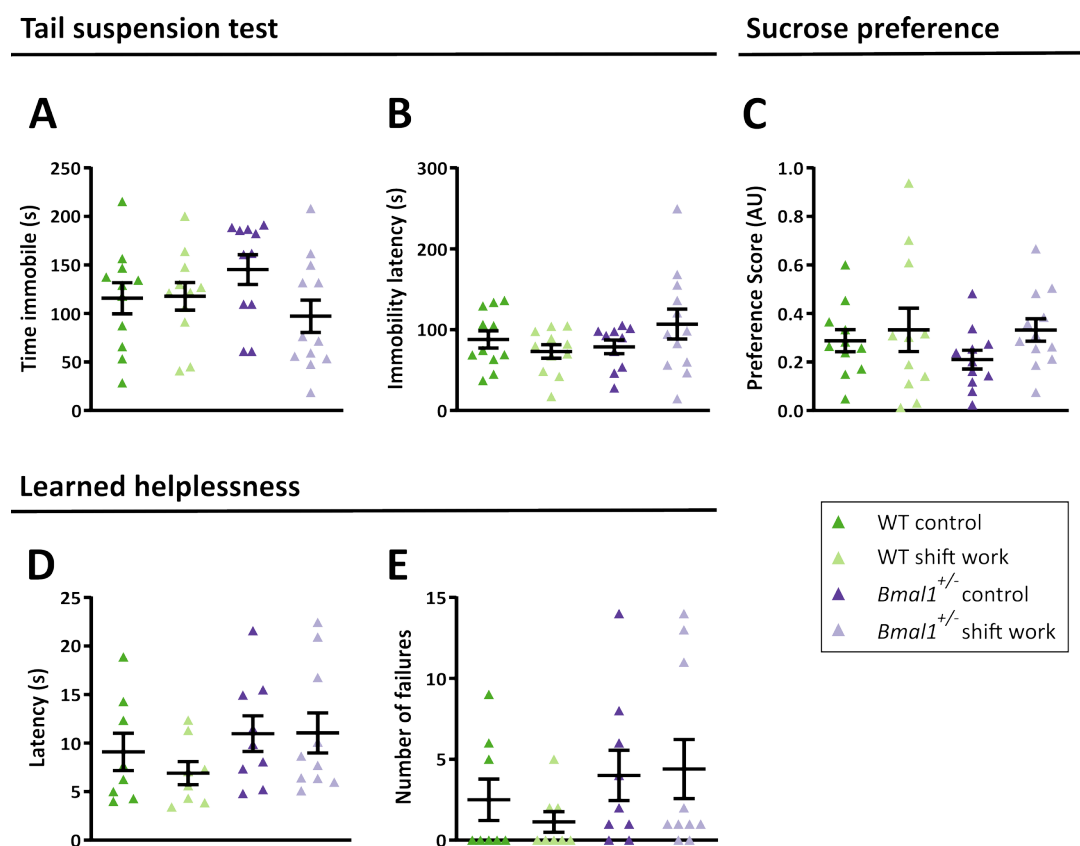 Tail suspension test
Sucrose preference
A
B
C
Time immobile (s)
250
200
150
100
50
0
Immobility latency (s)
300
200
100
0
Preference Score (AU)
1.0
0.8
0.6
0.4
0.2
0.0
Learned helplessness
D
E
Latency (s)
25
20
15
10
5
0
Number of failures
15
10
5
0
WT control
WT shift work
Bmal1+/- control
Bmal1+/- shift work